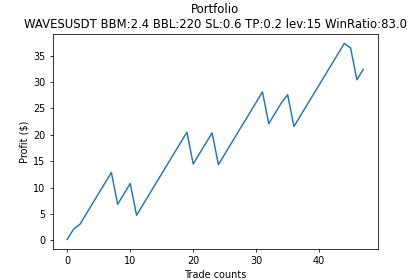 Portfolio
WAVESUSDT BBM:2.4 BBL:220 SL:0.6 TP:0.2 lev:15 WinRatio:83.0
Profit ($)
35
30
25
20
15
10
5
0
0 10 20 30 40
Trade counts